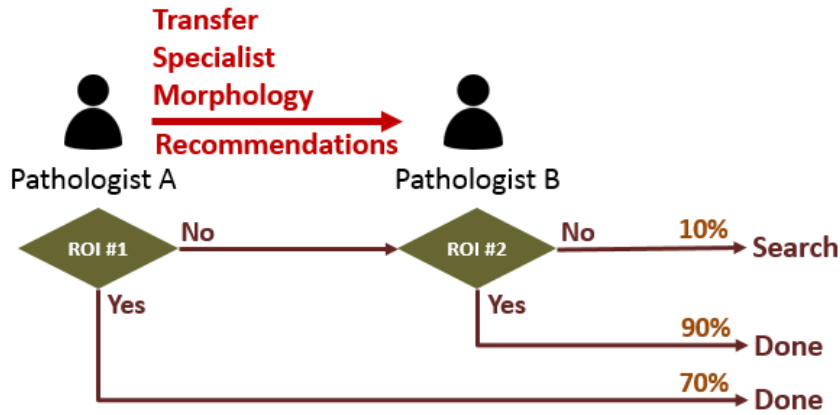 Transfer
Specialist
Morphology
Recommendations
Pathologist A
Pathologist B
ROI #1
No
ROI #2
No
10%
Search
Yes
Yes
90%
Done
70%
Done